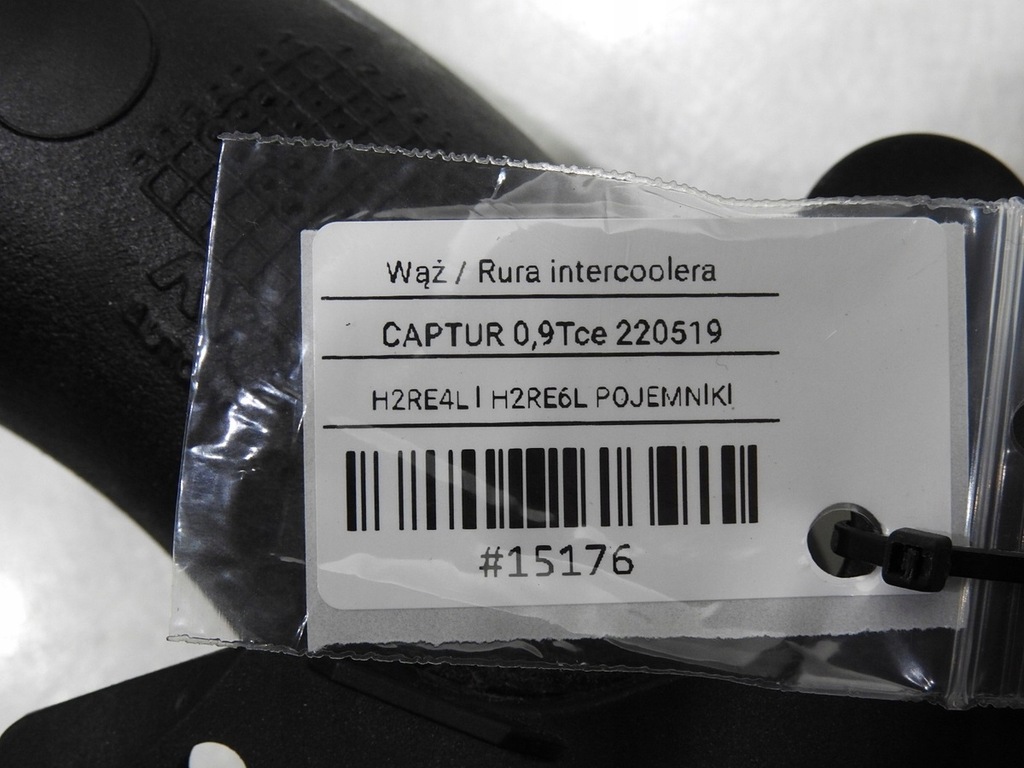 Wąż / Rura intercoolera
CAPTUR 0,9Tce 220519
H2RE4L I H2RE6L POJEMNIKI
#15176